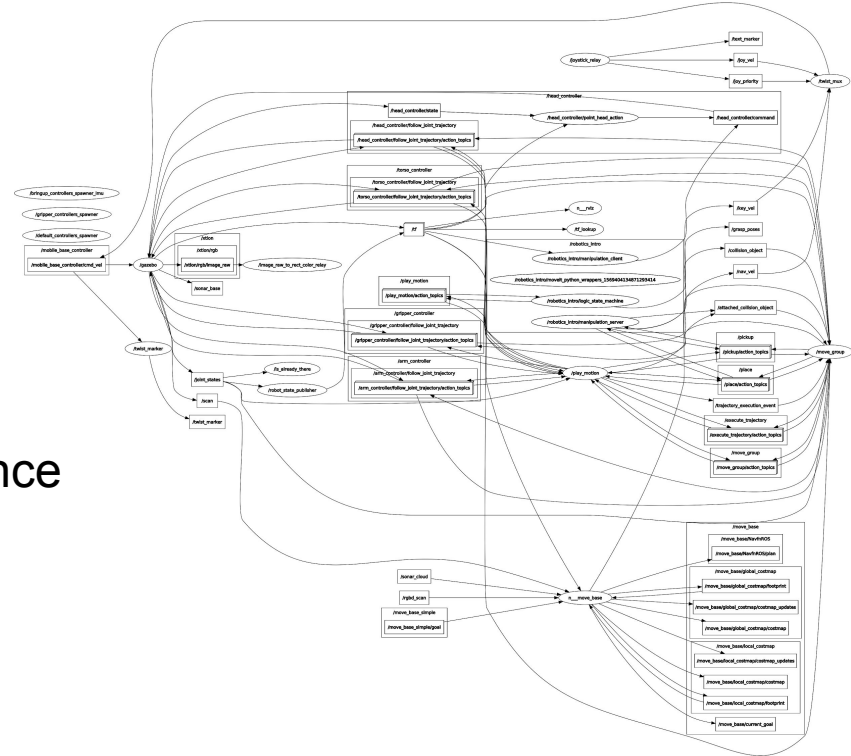 /text_marker
/joystick_relay
/joy_vel
/joy_priority
/twist_mux
/head_controller
/head_controller/state
/head_controller/point_head_action
/head_controller/command
/head_controller/follow_joint_trajectory
/head_controller/follow_joint_trajectory/action_topics
/torso_controller
/torso_controller/follow_joint_trajectory
/torso_controller/follow_joint_trajectory/action_topics
/bringup_controllers_spawner_imu
/gripper_controllers_spawner
/default_controllers_spawner
/mobile_base_controller
/mobile_base_controller/cmd_vel
/gazebo
/xtion
/xtion/rgb
/xtion/rgb/image_raw
/image_raw_to_rect_color_relay
/sonar_base
/tf
n___rviz
/tf_lookup
/robotics_intro
/robotics_intro/manipulation_client
/robotics_intro/moveit_python_wrappers_1569404134871293414
/robotics_intro/logic_state_machine
/robotics_intro/manipulation_server
/key_vel
/grasp_poses
/collision_object
/nav_vel
/attached_collision_object
/play_motion
/play_motion/action_topics
/gripper_controller
/gripper_controller/follow_joint_trajectory
/gripper_controller/follow_joint_trajectory/action_topics
/arm_controller
/arm_controller/follow_joint_trajectory
/arm_controller/follow_joint_trajectory/action_topics
/play_motion
/pickup
/pickup/action_topics
/place
/place/action_topics
/move_group
/trajectory_execution_event
/execute_trajectory
/execute_trajectory/action_topics
/move_group
/move_group/action_topics
/twist_marker
/joint_states
/is_already_there
/robot_state_publisher
/scan
/twist_marker
nce
/sonar_cloud
/rgbd_scan
/move_base_simple
/move_base_simple/goal
n___move_base
/move_base
/move_base/NavfnROS
/move_base/NavfnROS/plan
/move_base/global_costmap
/move_base/global_costmap/footprint
/move_base/global_costmap/costmap_updates
/move_base/global_costmap/costmap
/move_base/local_costmap
/move_base/local_costmap/costmap_updates
/move_base/local_costmap/costmap
/move_base/local_costmap/footprint
/move_base/current_goal